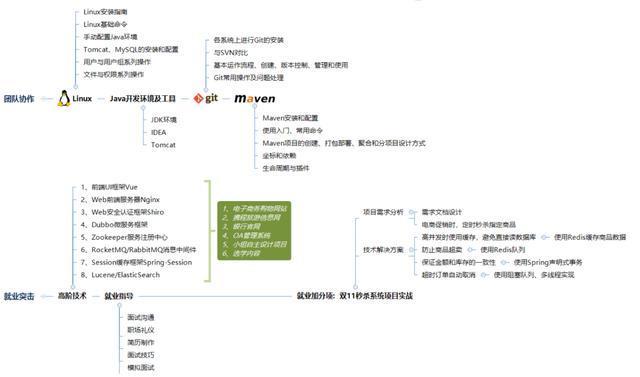 Linux安装指南
Linux基础命令
手动配置Java环境
Tomcat、MySQL的安装和配置
用户与用户组系列操作
文件与权限系列操作
各系统上进行Git的安装
与SVN对比
基本运作流程、创建、版本控制、管理和使用
Git常用操作及问题处理
团队协作
Linux
Java开发环境及工具
git
maven
JDK环境
IDEA
Tomcat
Maven安装和配置
使用入门、常用命令
Maven项目的创建、打包部署、聚合和分项目设计方式
坐标和依赖
生命周期与插件
1、前端UI框架Vue
2、Web前端服务器Nginx
3、Web安全认证框架Shiro
4、Dubbo微服务框架
5、Zookeeper服务注册中心
6、RocketMQ/RabbitMQ消息中间件
7、Session缓存框架Spring-Session
8、Lucene/ElasticSearch
1、电子商务购物网站
2、携程旅游信息网
3、银行官网
4、OA管理系统
5、小组自主设计项目
6、选学内容
项目需求分析
需求文档设计
电商促销时，定时秒杀指定商品
技术解决方案
高并发时使用缓存，避免直接读数据库
使用Redis缓存商品数据
防止商品超卖
使用Redis队列
保证金额和库存的一致性
使用Spring声明式事务
超时订单自动取消
使用阻塞队列、多线程实现
就业突击
高阶技术
就业指导
就业加分项：双11秒杀系统项目实战
面试沟通
职场礼仪
简历制作
面试技巧
模拟面试